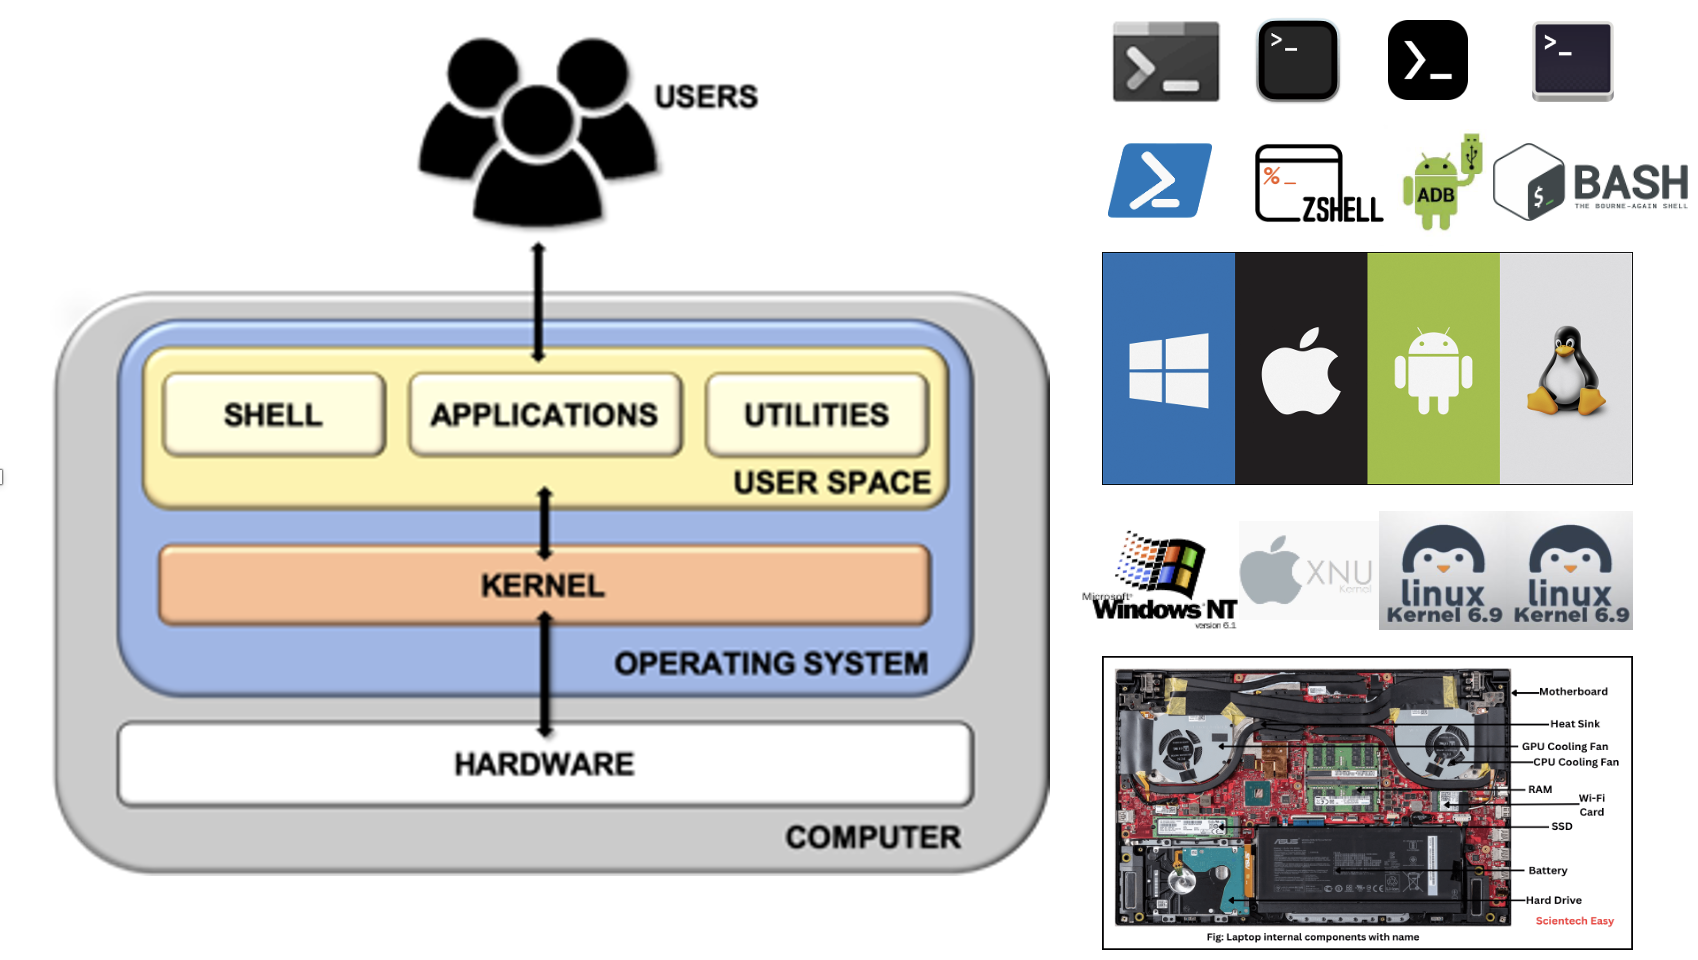 USERS
SHELL
APPLICATIONS
UTILITIES
USER SPACE
KERNEL
OPERATING SYSTEM
HARDWARE
COMPUTER
>_
>_
>_
>_
% _
ZSHELL
ADB
$_
BASH
THE BOURNE-AGAIN SHELL
Microsoft®
Windows NT
version 6.1
XNU
Kernel
linux
Kernel 6.9
linux
Kernel 6.9
Motherboard
Heat Sink
GPU Cooling Fan
CPU Cooling Fan
RAM
Wi-Fi
Card
SSD
Battery
Hard Drive
ASUS
Scientech Easy
Fig: Laptop internal components with name